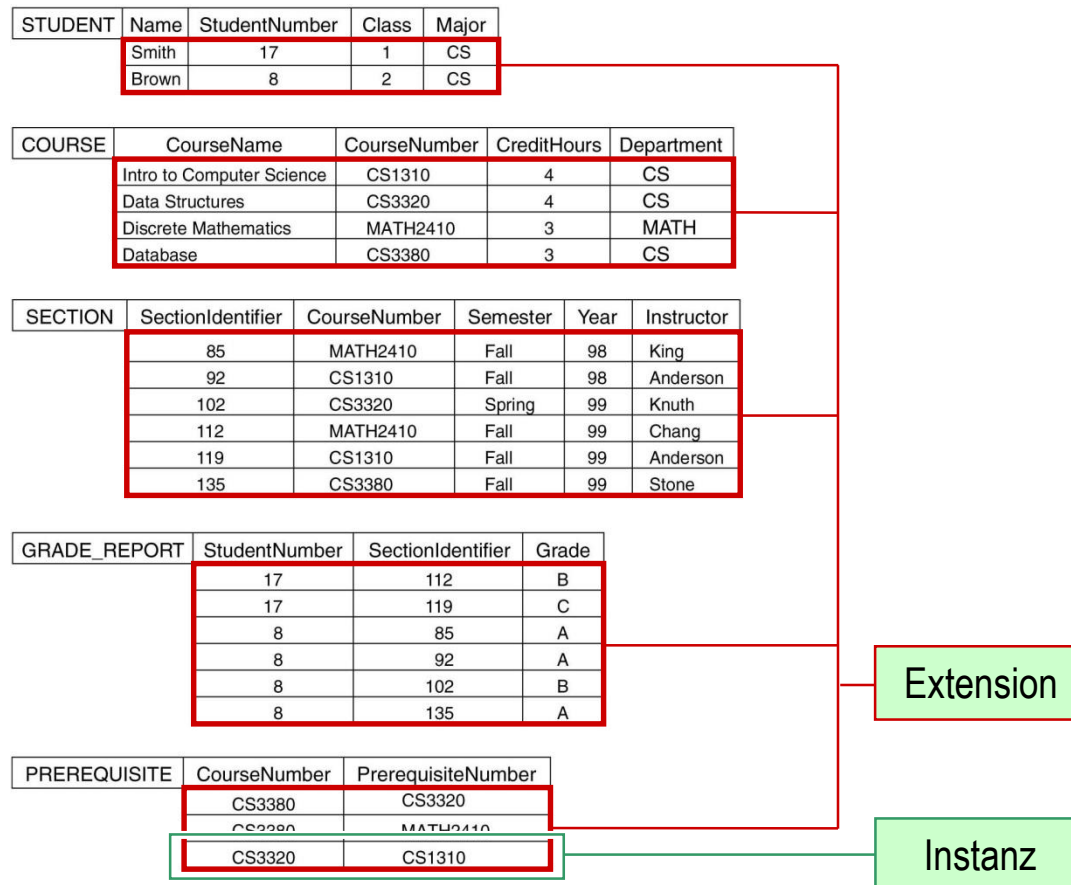 STUDENT Name StudentNumber Class Major
Smith 17 1 CS
Brown 8 2 CS
COURSE CourseName CourseNumber CreditHours Department
Intro to Computer Science CS1310 4 CS
Data Structures CS3320 4 CS
Discrete Mathematics MATH2410 3 MATH
Database CS3380 3 CS
SECTION SectionIdentifier CourseNumber Semester Year Instructor
85 MATH2410 Fall 98 King
92 CS1310 Fall 98 Anderson
102 CS3320 Spring 99 Knuth
112 MATH2410 Fall 99 Chang
119 CS1310 Fall 99 Anderson
135 CS3380 Fall 99 Stone
GRADE_REPORT StudentNumber SectionIdentifier Grade
17 112 B
17 119 C
8 85 A
8 92 A
8 102 B
8 135 A
Extension
PREREQUISITE CourseNumber PrerequisiteNumber
CS3380 CS3320
CS3380 MATH2410
CS3320 CS1310
Instanz